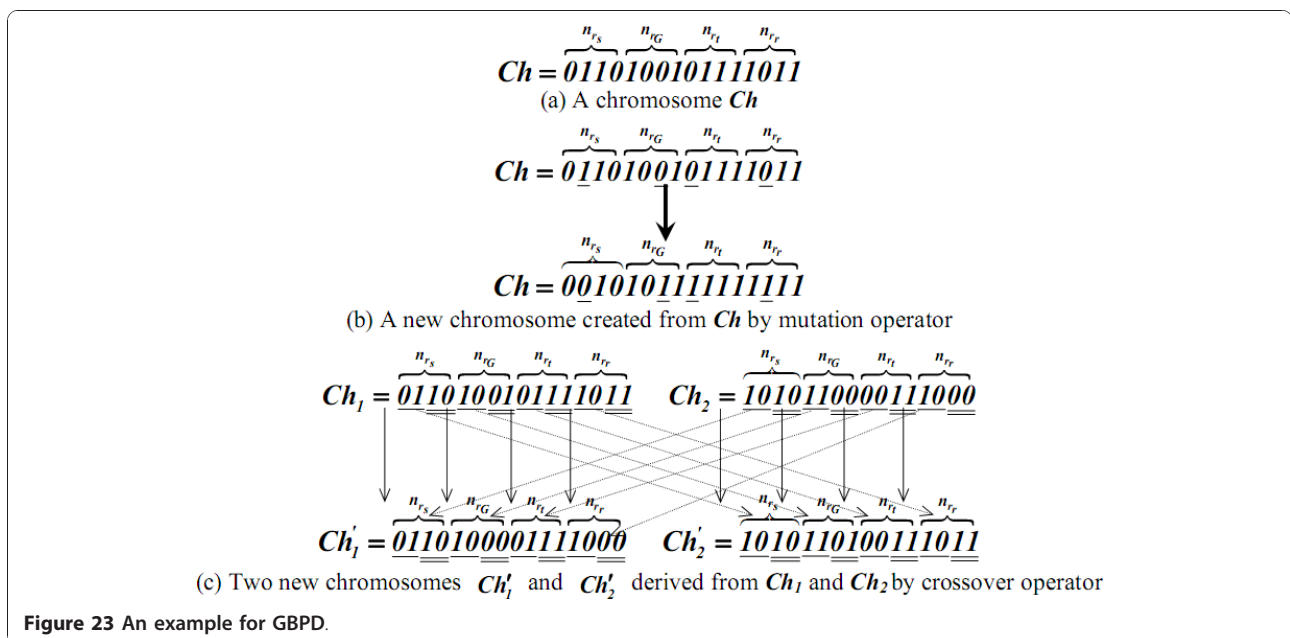 n_{r_s} n_{r_G} n_{r_t} n_{r_r}
Ch = 0110100101111011
(a) A chromosome Ch
n_{r_s} n_{r_G} n_{r_t} n_{r_r}
Ch = 0110100101111011
n_{r_s} n_{r_G} n_{r_t} n_{r_r}
Ch = 0010101111111111
(b) A new chromosome created from Ch by mutation operator
n_{r_s} n_{r_G} n_{r_t} n_{r_r}
Ch_1 = 0110100101111011
n_{r_s} n_{r_G} n_{r_t} n_{r_r}
Ch_2 = 1010110000111000
n_{r_s} n_{r_G} n_{r_t} n_{r_r}
Ch'_1 = 0110100001111000
n_{r_s} n_{r_G} n_{r_t} n_{r_r}
Ch'_2 = 1010110100111011
(c) Two new chromosomes Ch'_1 and Ch'_2 derived from Ch_1 and Ch_2 by crossover operator
Figure 23 An example for GBPD.